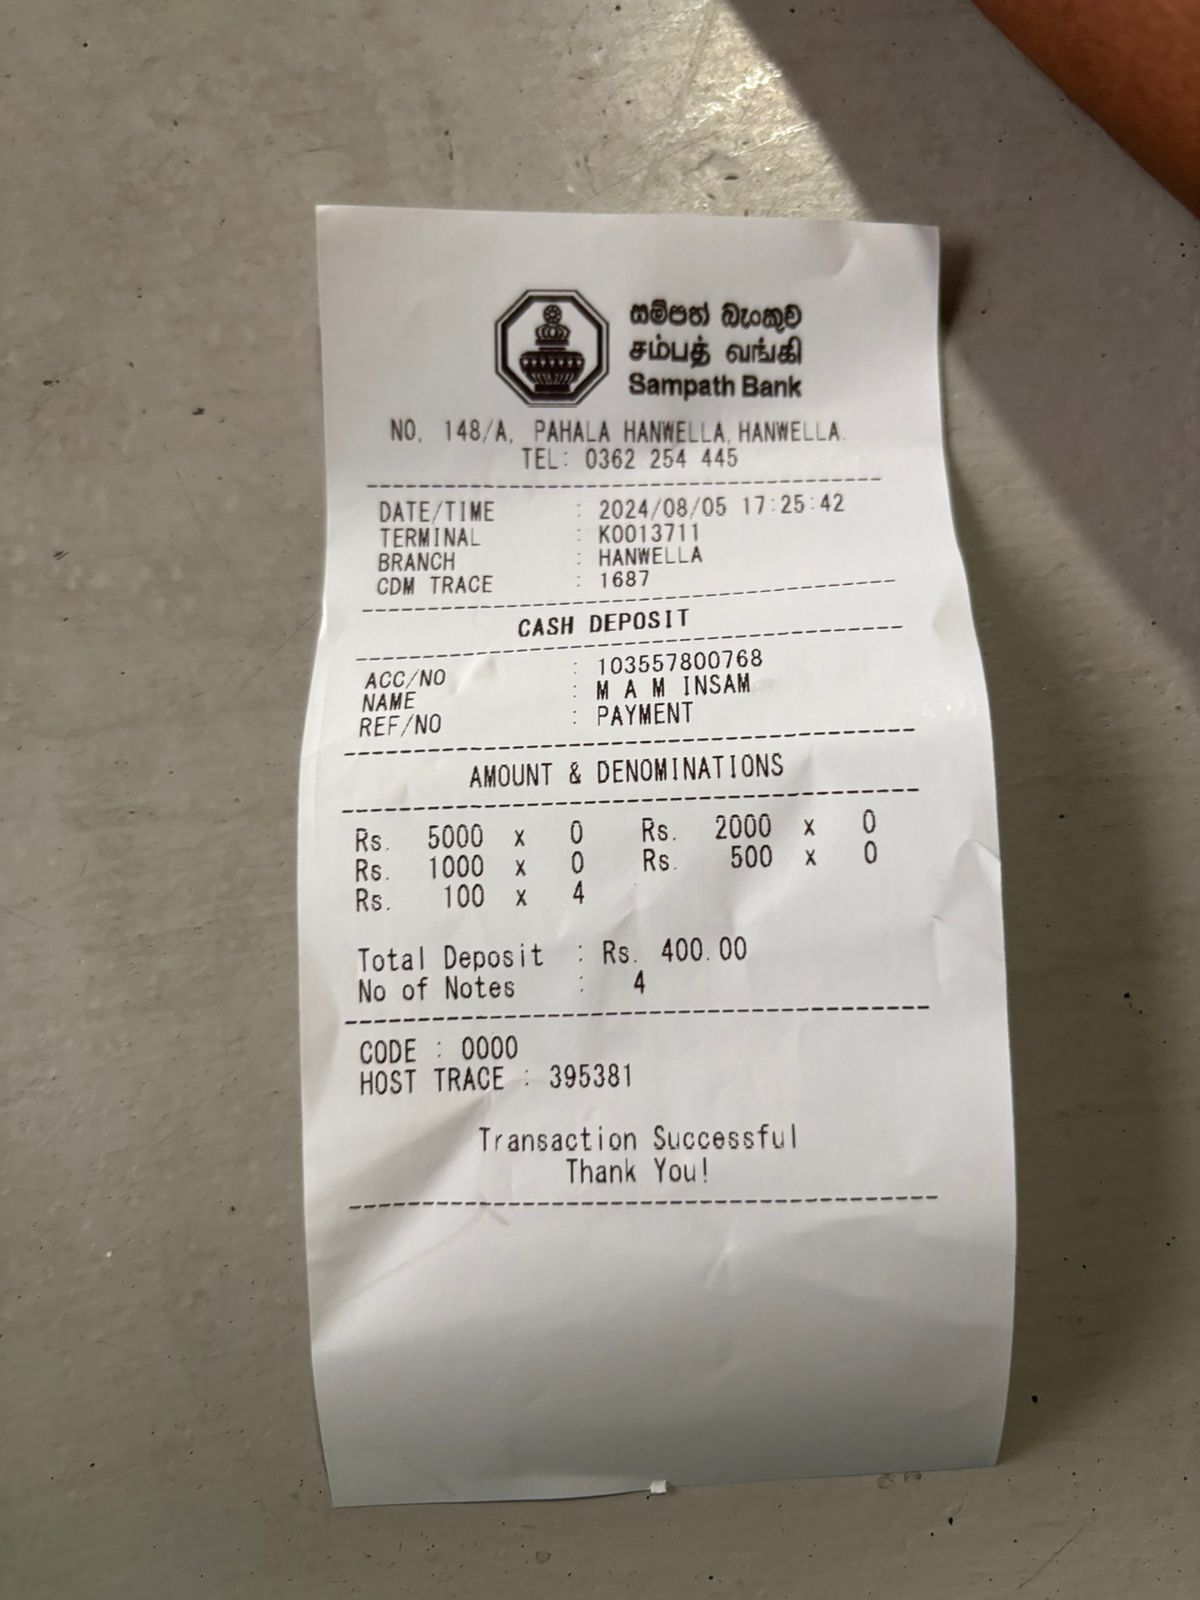 සම්පත් බැංකුව
சம்பத் வங்கி
Sampath Bank
NO, 148/A, PAHALA HANWELLA, HANWELLA.
TEL: 0362 254 445
DATE/TIME : 2024/08/05 17:25:42
TERMINAL : K0013711
BRANCH : HANWELLA
CDM TRACE : 1687
CASH DEPOSIT
ACC/NO : 103557800768
NAME : M A M INSAM
REF/NO : PAYMENT
AMOUNT & DENOMINATIONS
Rs. 5000 x 0 Rs. 2000 x 0
Rs. 1000 x 0 Rs. 500 x 0
Rs. 100 x 4
Total Deposit : Rs. 400.00
No of Notes : 4
CODE : 0000
HOST TRACE : 395381
Transaction Successful
Thank You!